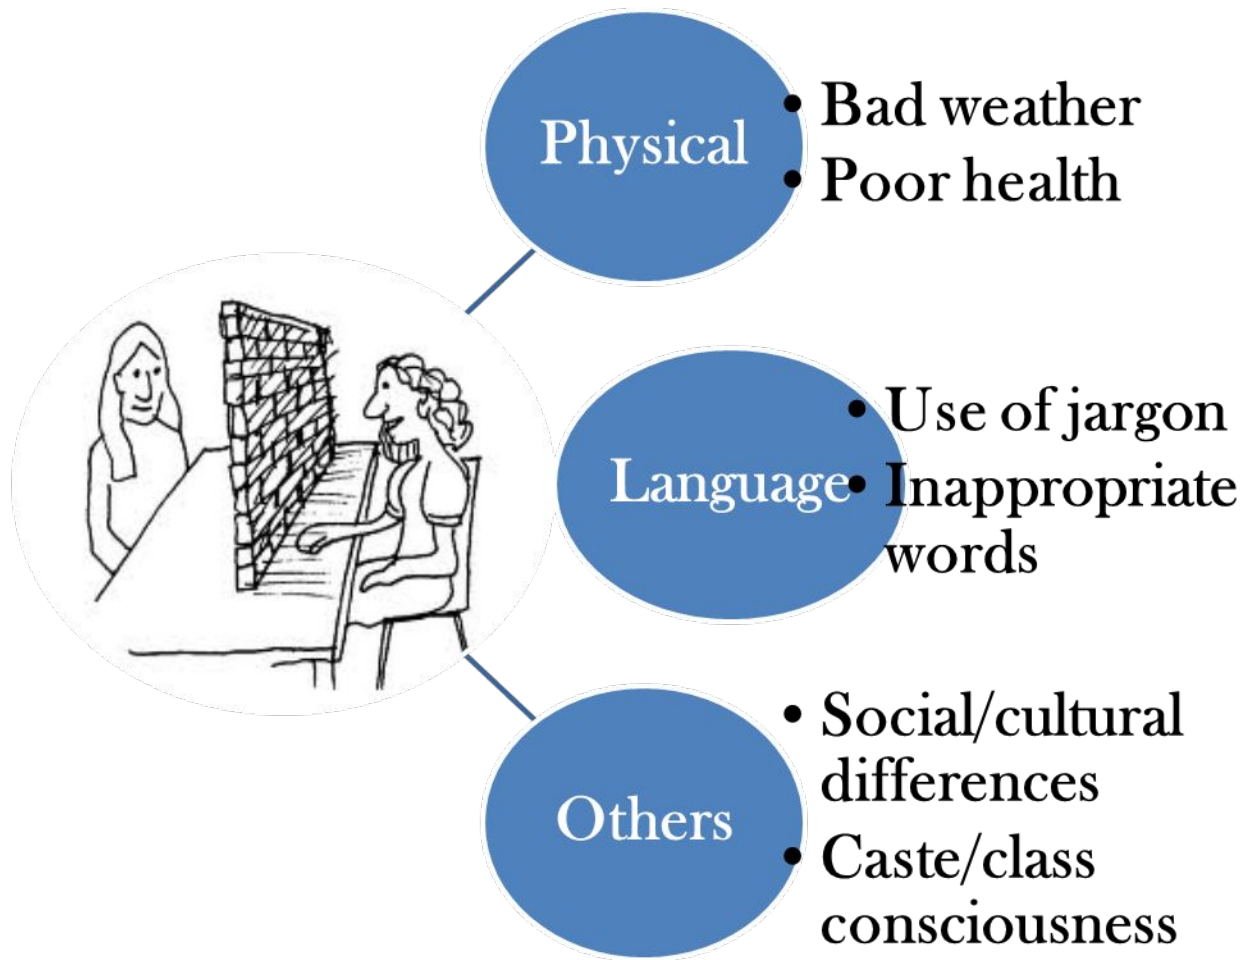 Physical
• Bad weather
• Poor health
Language
• Use of jargon
• Inappropriate
words
Others
• Social/cultural
differences
• Caste/class
consciousness